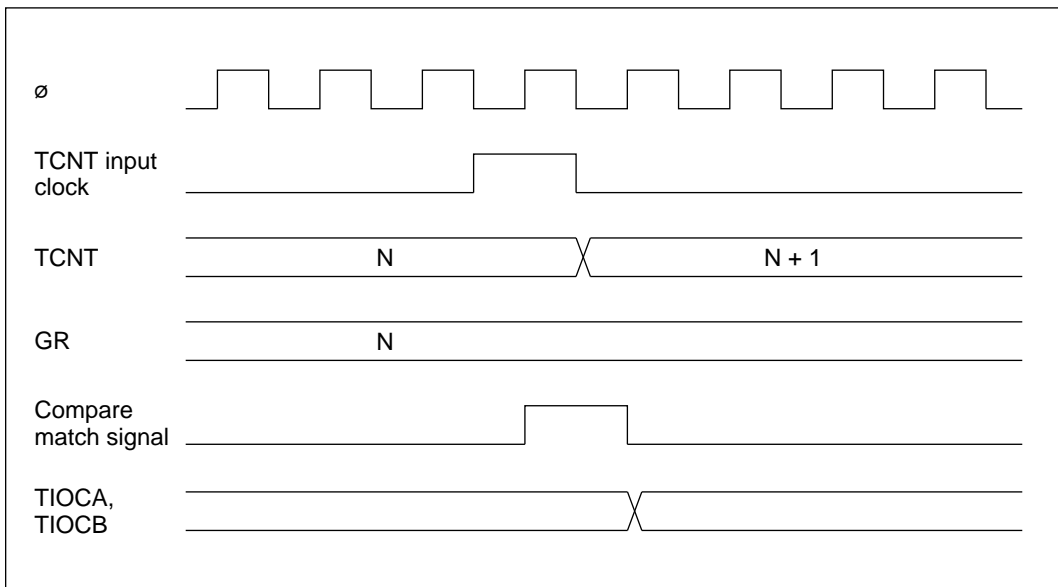 ø
TCNT input
clock
TCNT
N
N + 1
GR
N
Compare
match signal
TIOCA,
TIOCB